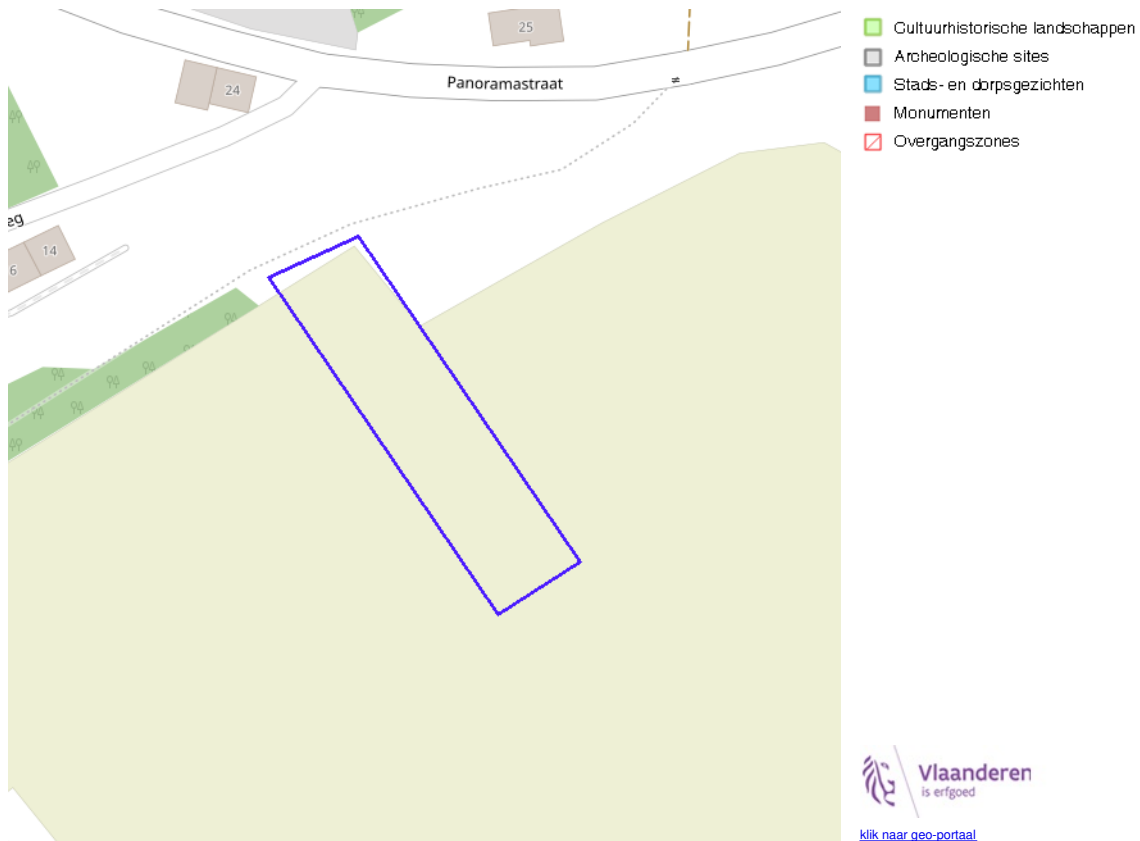 25
24
Panoramastraat
≠
eg
14
6
Cultuurhistorische landschappen
Archeologische sites
Stads- en dorpsgezichten
Monumenten
Overgangszones
Vlaanderen
is erfgoed
klik naar geo-portaal